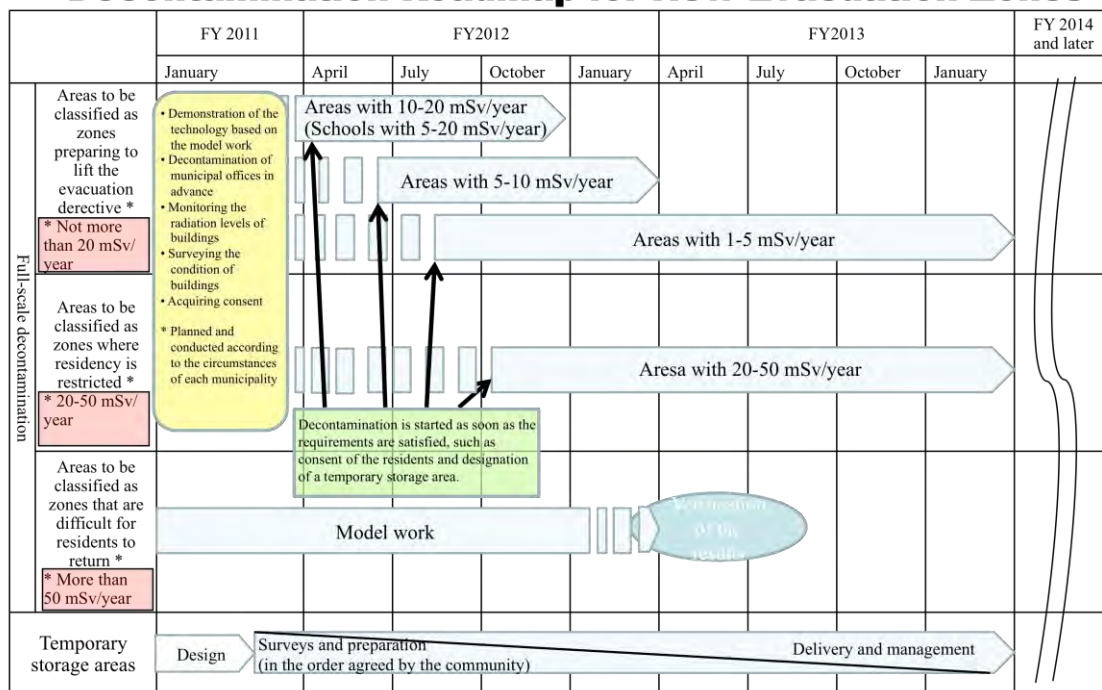 Decontamination Roadmap for New Evacuation Zones
FY 2011
FY2012
FY2013
FY 2014
and later
January
April
July
October
January
April
July
October
January
Full-scale decontamination
Areas to be
classified as
zones
preparing to
lift the
evacuation
derective *
* Not more
than 20 mSv/
year
• Demonstration of the
technology based on
the model work
• Decontamination of
municipal offices in
advance
• Monitoring the
radiation levels of
buildings
• Surveying the
condition of
buildings
• Acquiring consent
* Planned and
conducted according
to the circumstances
of each municipality
Areas with 10-20 mSv/year
(Schools with 5-20 mSv/year)
Areas with 5-10 mSv/year
Areas with 1-5 mSv/year
Areas to be
classified as
zones where
residency is
restricted *
* 20-50 mSv/
year
Aresa with 20-50 mSv/year
Decontamination is started as soon as the
requirements are satisfied, such as
consent of the residents and designation
of a temporary storage area.
Areas to be
classified as
zones that are
difficult for
residents to
return *
* More than
50 mSv/year
Model work
of the
results
Temporary
storage areas
Design
Surveys and preparation
(in the order agreed by the community)
Delivery and management